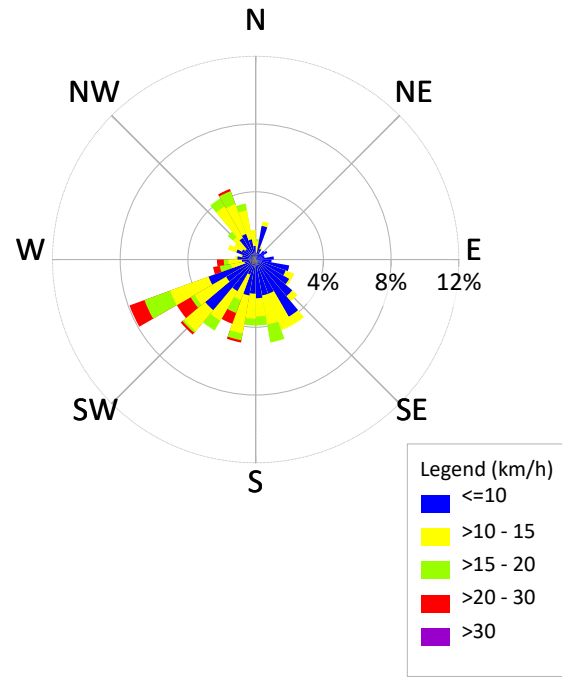 N
NW
NE
W
E
4%
8%
12%
SW
SE
S
Legend (km/h)
<=10
>10 - 15
>15 - 20
>20 - 30
>30